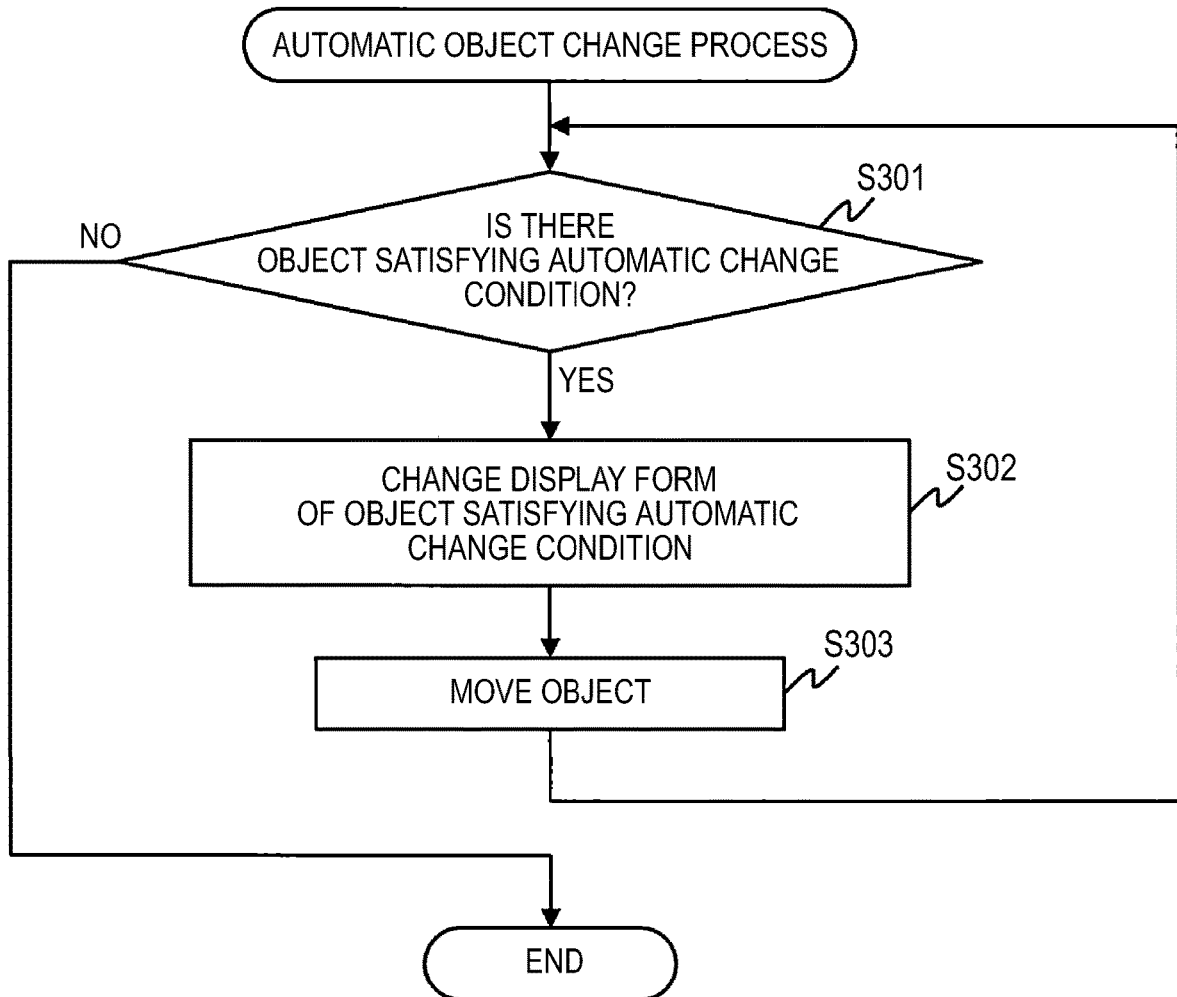 AUTOMATIC OBJECT CHANGE PROCESS
S301
IS THERE
OBJECT SATISFYING AUTOMATIC CHANGE
CONDITION?
NO
YES
CHANGE DISPLAY FORM
OF OBJECT SATISFYING AUTOMATIC
CHANGE CONDITION
S302
S303
MOVE OBJECT
END